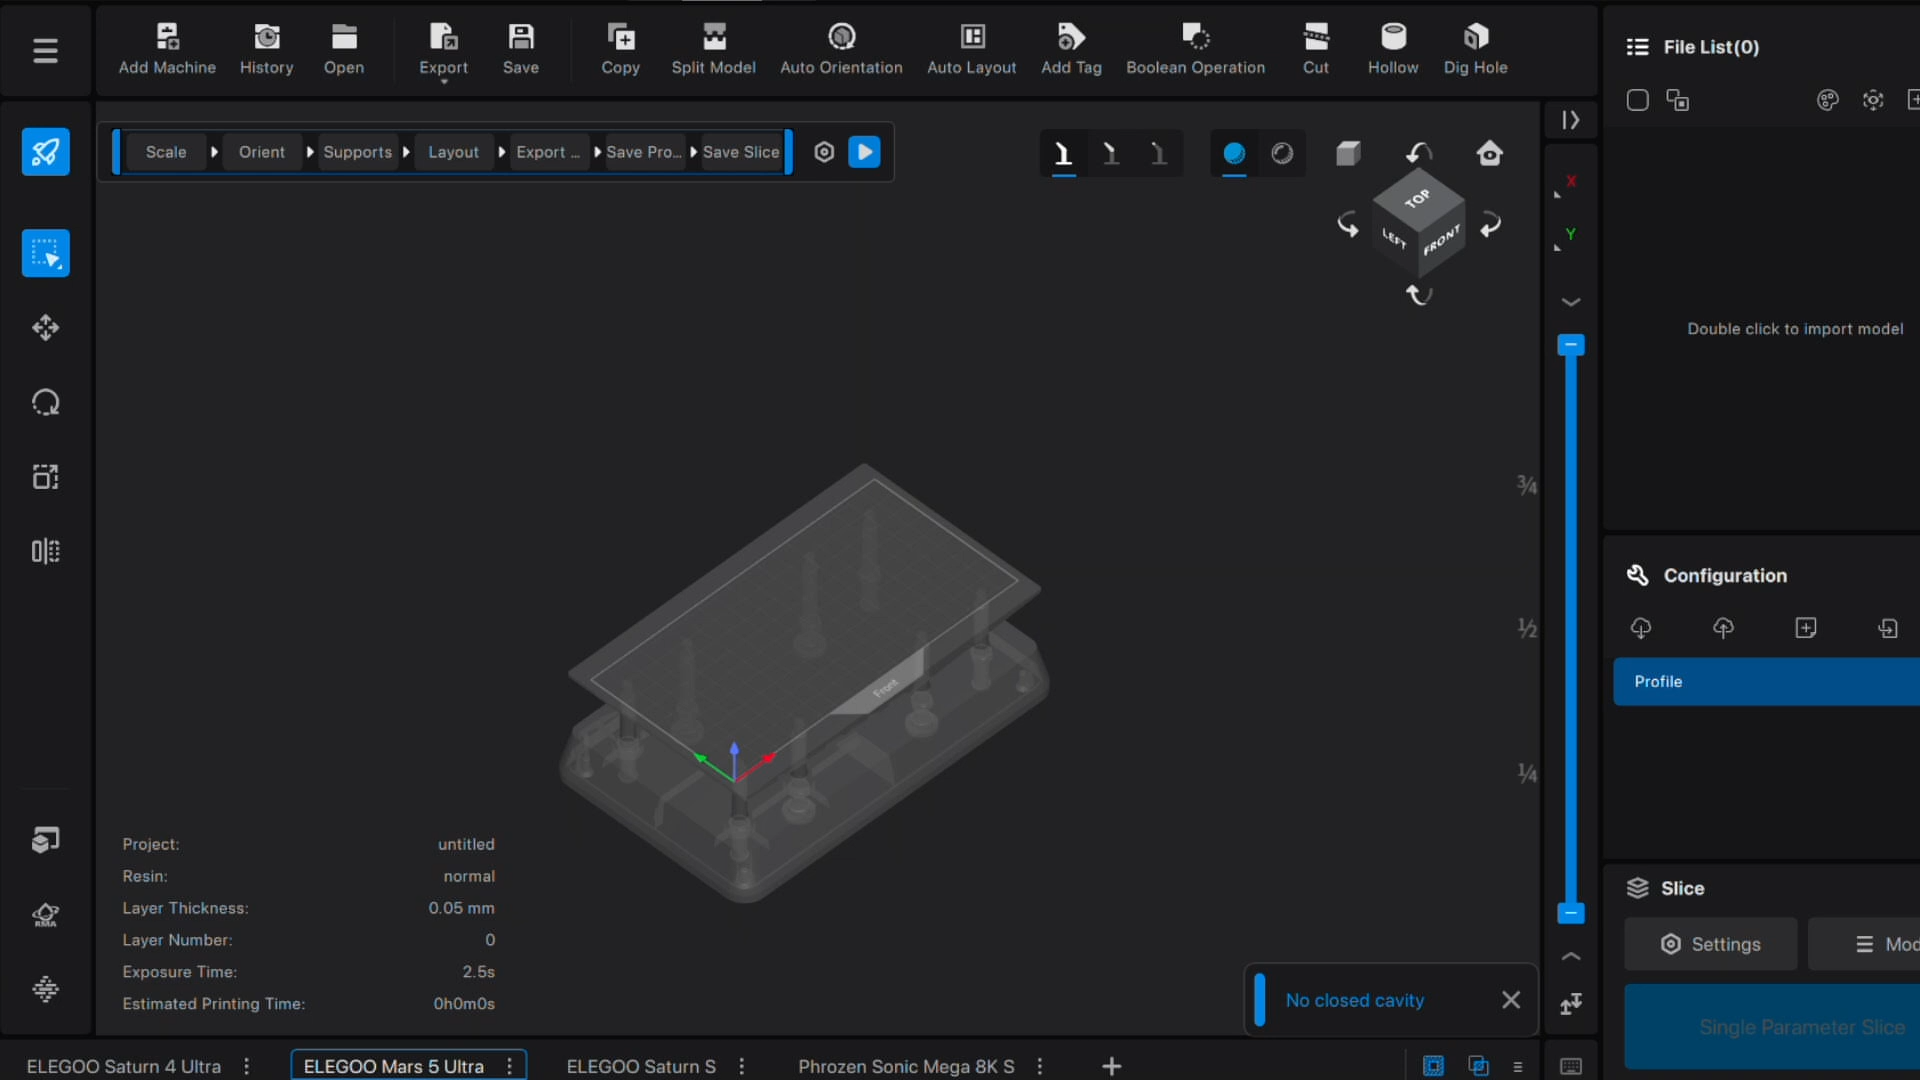 Add Machine
History
Open
Export
Save
Copy
Split Model
Auto Orientation
Auto Layout
Add Tag
Boolean Operation
Cut
Hollow
Dig Hole
File List(0)
Scale
Orient
Supports
Layout
Export ...
Save Pro...
Save Slice
TOP
LEFT
FRONT
X
Y
Double click to import model
¾
½
¼
Front
Configuration
Profile
Project: untitled
Resin: normal
Layer Thickness: 0.05 mm
Layer Number: 0
Exposure Time: 2.5s
Estimated Printing Time: 0h0m0s
RMA
No closed cavity
Slice
Settings
Mod
Single Parameter Slice
ELEGOO Saturn 4 Ultra
ELEGOO Mars 5 Ultra
ELEGOO Saturn S
Phrozen Sonic Mega 8K S